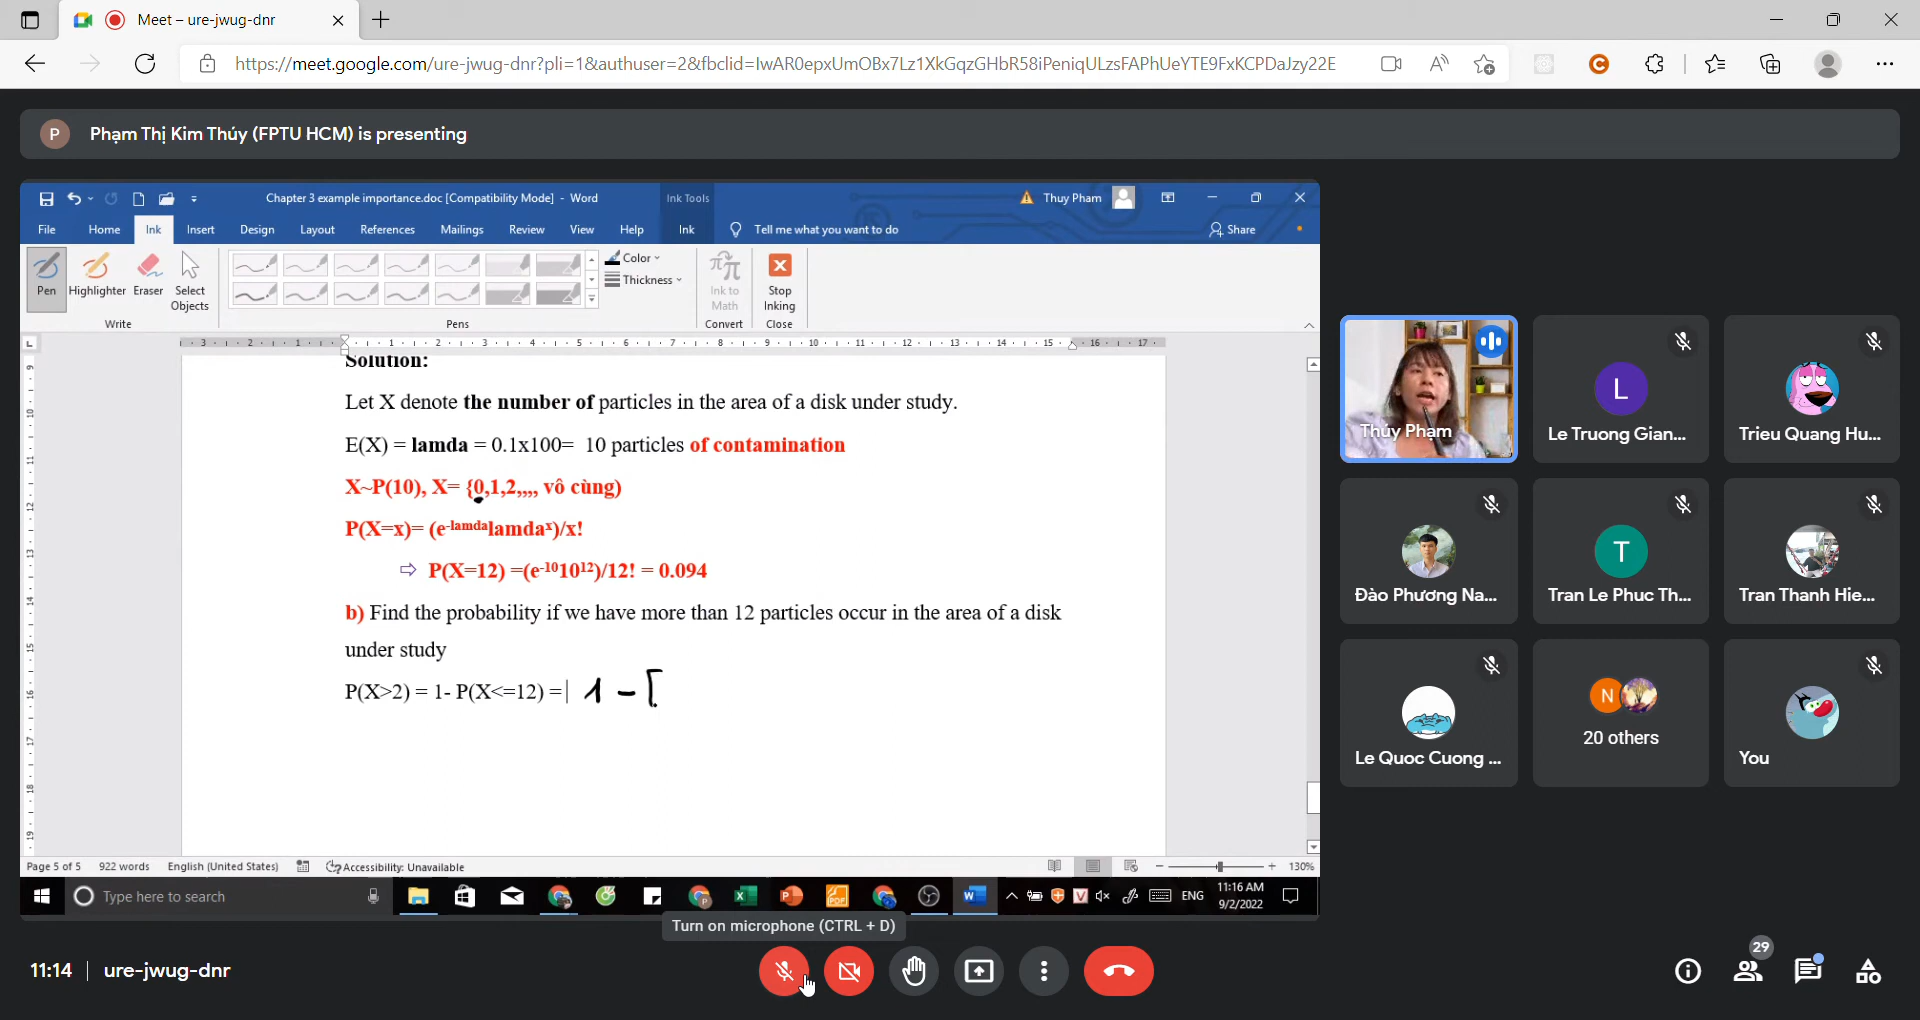 Meet – ure-jwug-dnr
https://meet.google.com/ure-jwug-dnr?pli=1&authuser=2&fbclid=IwAR0epxUmOBx7Lz1XkGqzGHbR58iPeniqULzsFAPhUeYTE9FxKCPDaJzy22E
P Phạm Thị Kim Thúy (FPTU HCM) is presenting
Chapter 3 example importance.doc [Compatibility Mode] - Word Ink Tools Thuy Pham
File Home Ink Insert Design Layout References Mailings Review View Help Ink Tell me what you want to do Share
Pen Highlighter Eraser Select Objects Color Thickness Ink to Math Stop Inking
Write Pens Convert Close
Solution:
Let X denote the number of particles in the area of a disk under study.
E(X) = lamda = 0.1x100= 10 particles of contamination
X~P(10), X= {0,1,2,,,, vô cùng)
P(X=x)= (e-lamdalamdax)/x!
⇨ P(X=12) =(e-101012)/12! = 0.094
b) Find the probability if we have more than 12 particles occur in the area of a disk
under study
P(X>2) = 1- P(X<=12) = 1 - [
Page 5 of 5 922 words English (United States) Accessibility: Unavailable 130%
Type here to search ENG 11:16 AM
9/2/2022
Turn on microphone (CTRL + D)
Thúy Phạm
L
Le Truong Gian...
Trieu Quang Hu...
Đào Phương Na...
T
Tran Le Phuc Th...
Tran Thanh Hie...
Le Quoc Cuong ...
N
20 others
You
11:14 | ure-jwug-dnr
29